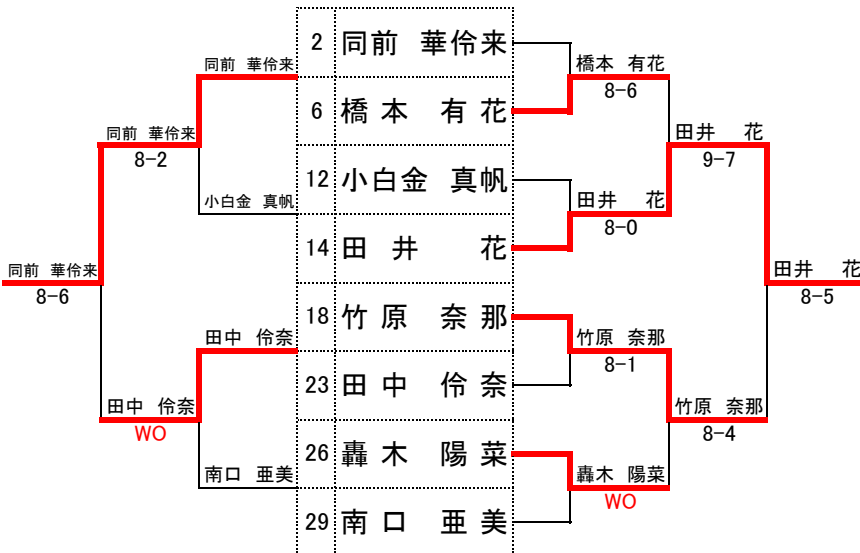 2 同前 華伶来
6 橋本 有花
12 小白金 真帆
14 田井 花
18 竹原 奈那
23 田中 伶奈
26 轟木 陽菜
29 南口 亜美
同前 華伶来
小白金 真帆
田中 伶奈
南口 亜美
同前 華伶来
8-2
田中 伶奈
WO
同前 華伶来
8-6
橋本 有花
8-6
田井 花
8-0
竹原 奈那
8-1
轟木 陽菜
WO
田井 花
9-7
竹原 奈那
8-4
田井 花
8-5